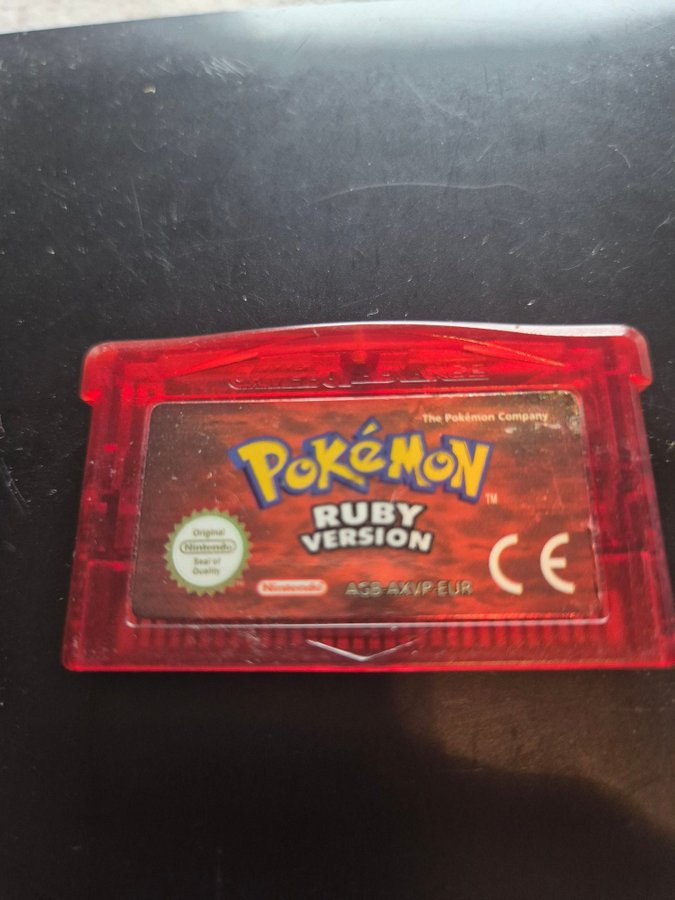 GAME BOY ADVANCE
The Pokémon Company
POKéMON
TM
RUBY
VERSION
Original
Nintendo
Seal of
Quality
Nintendo
AGB-AXVP-EUR
CE